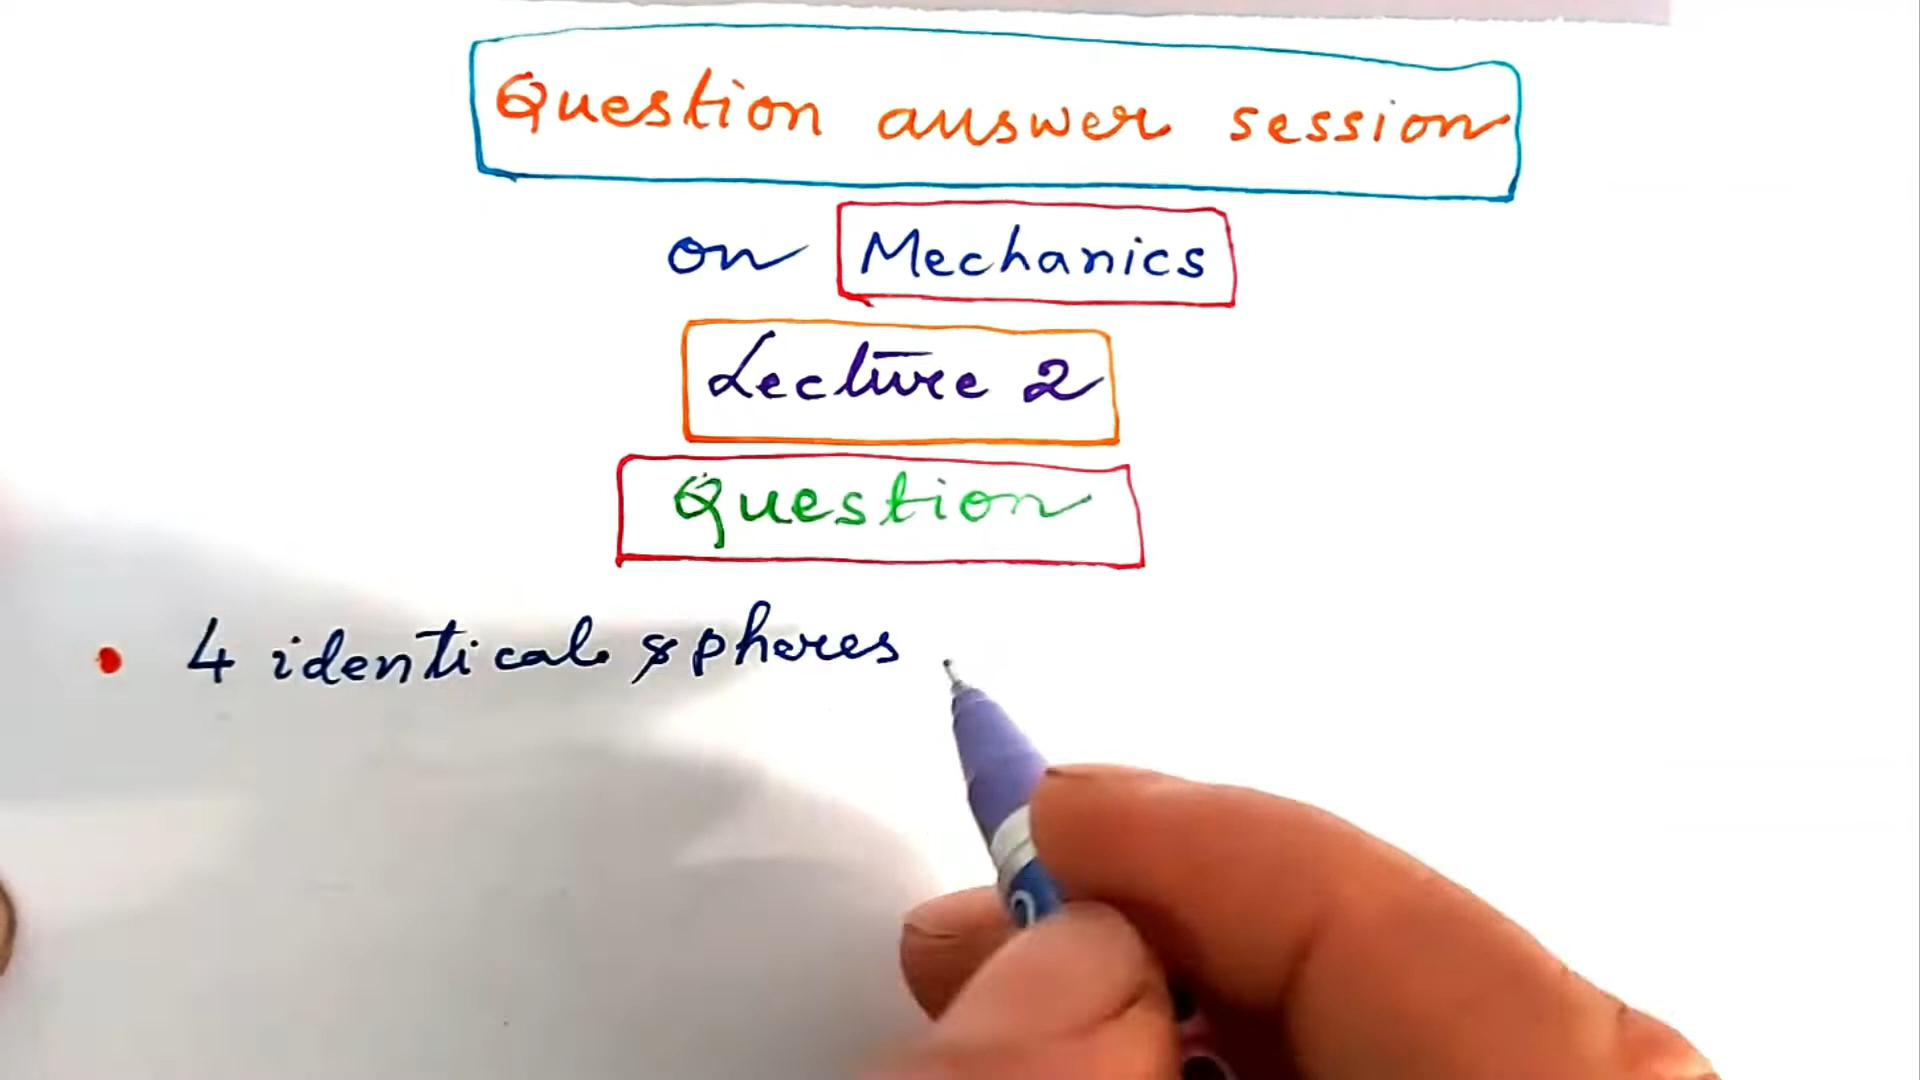 Question answer session
on Mechanics
Lecture 2
Question
4 identical spheres